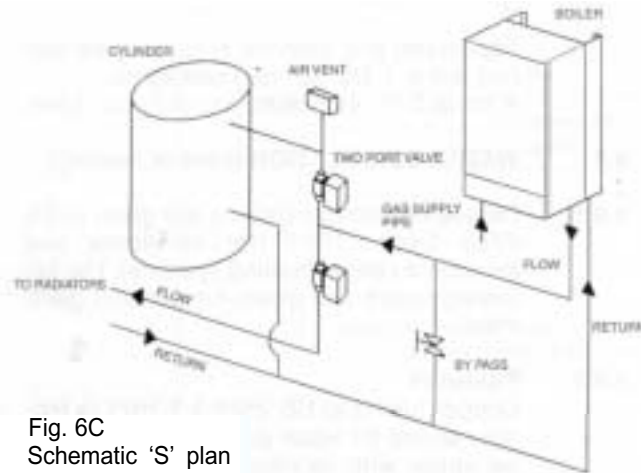 BOILER
CYLINDER
AIR VENT
TWO PORT VALVE
GAS SUPPLY
PIPE
FLOW
TO RADIATORS
FLOW
RETURN
RETURN
BY PASS
Fig. 6C
Schematic ‘S’ plan